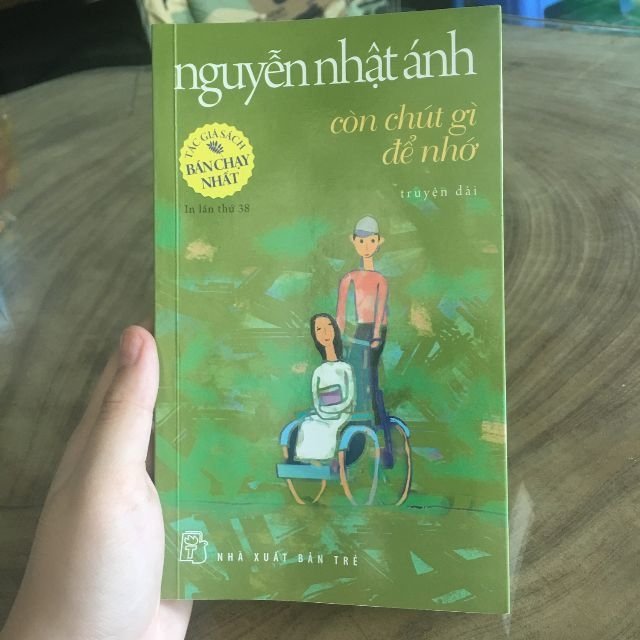 nguyễn nhật ánh
còn chút gì
để nhớ
truyện dài
TÁC GIẢ SÁCH
BÁN CHẠY
NHẤT
In lần thứ 38
NHÀ XUẤT BẢN TRẺ